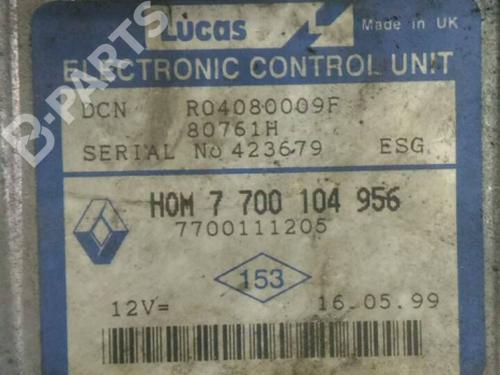 Lucas
Made in UK
ELECTRONIC CONTROL UNIT
DCN R04080009F
80761H
SERIAL No 423679 ESG
HOM 7 700 104 956
7700111205
153
12V= 16.05.99
B-PARTS